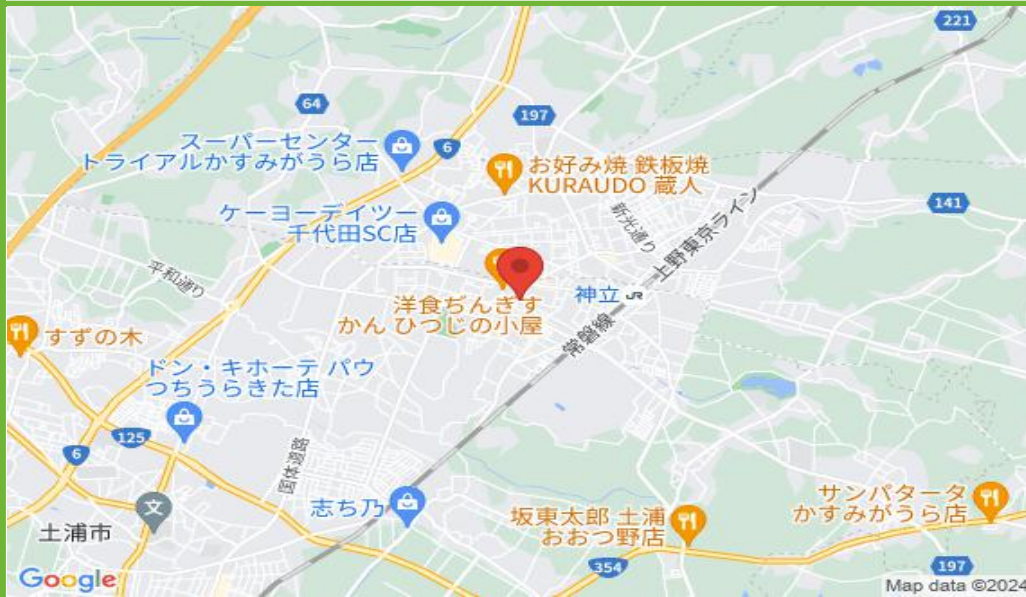 221
64
197
スーパーセンター
トライアルかすみがうら店
6
お好み焼 鉄板焼
KURAUDO 蔵人
141
ケーヨーデイツー
千代田SC店
新光通り
上野東京ライン
平和通り
神立 JR
洋食ぢんぎす
かん ひつじの小屋
常磐線
すずの木
ドン・キホーテ パウ
つちうらきた店
125
6
国体道路
志ち乃
サンパタータ
かすみがうら店
坂東太郎 土浦
おおつ野店
文
土浦市
354
197
Google
Map data ©2024